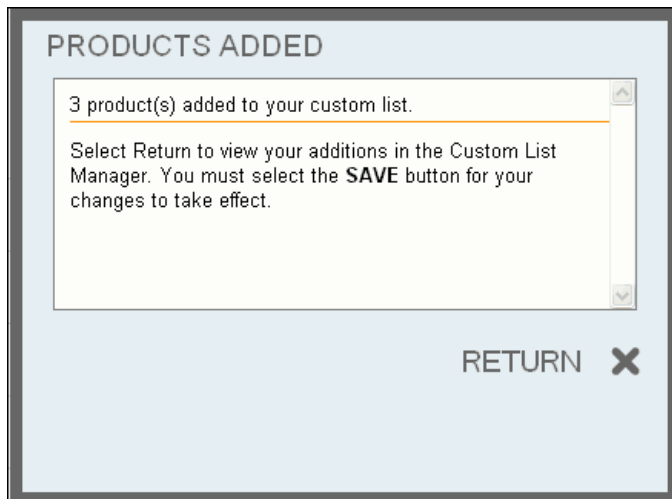 PRODUCTS ADDED
3 product(s) added to your custom list.
Select Return to view your additions in the Custom List
Manager. You must select the SAVE button for your
changes to take effect.
RETURN